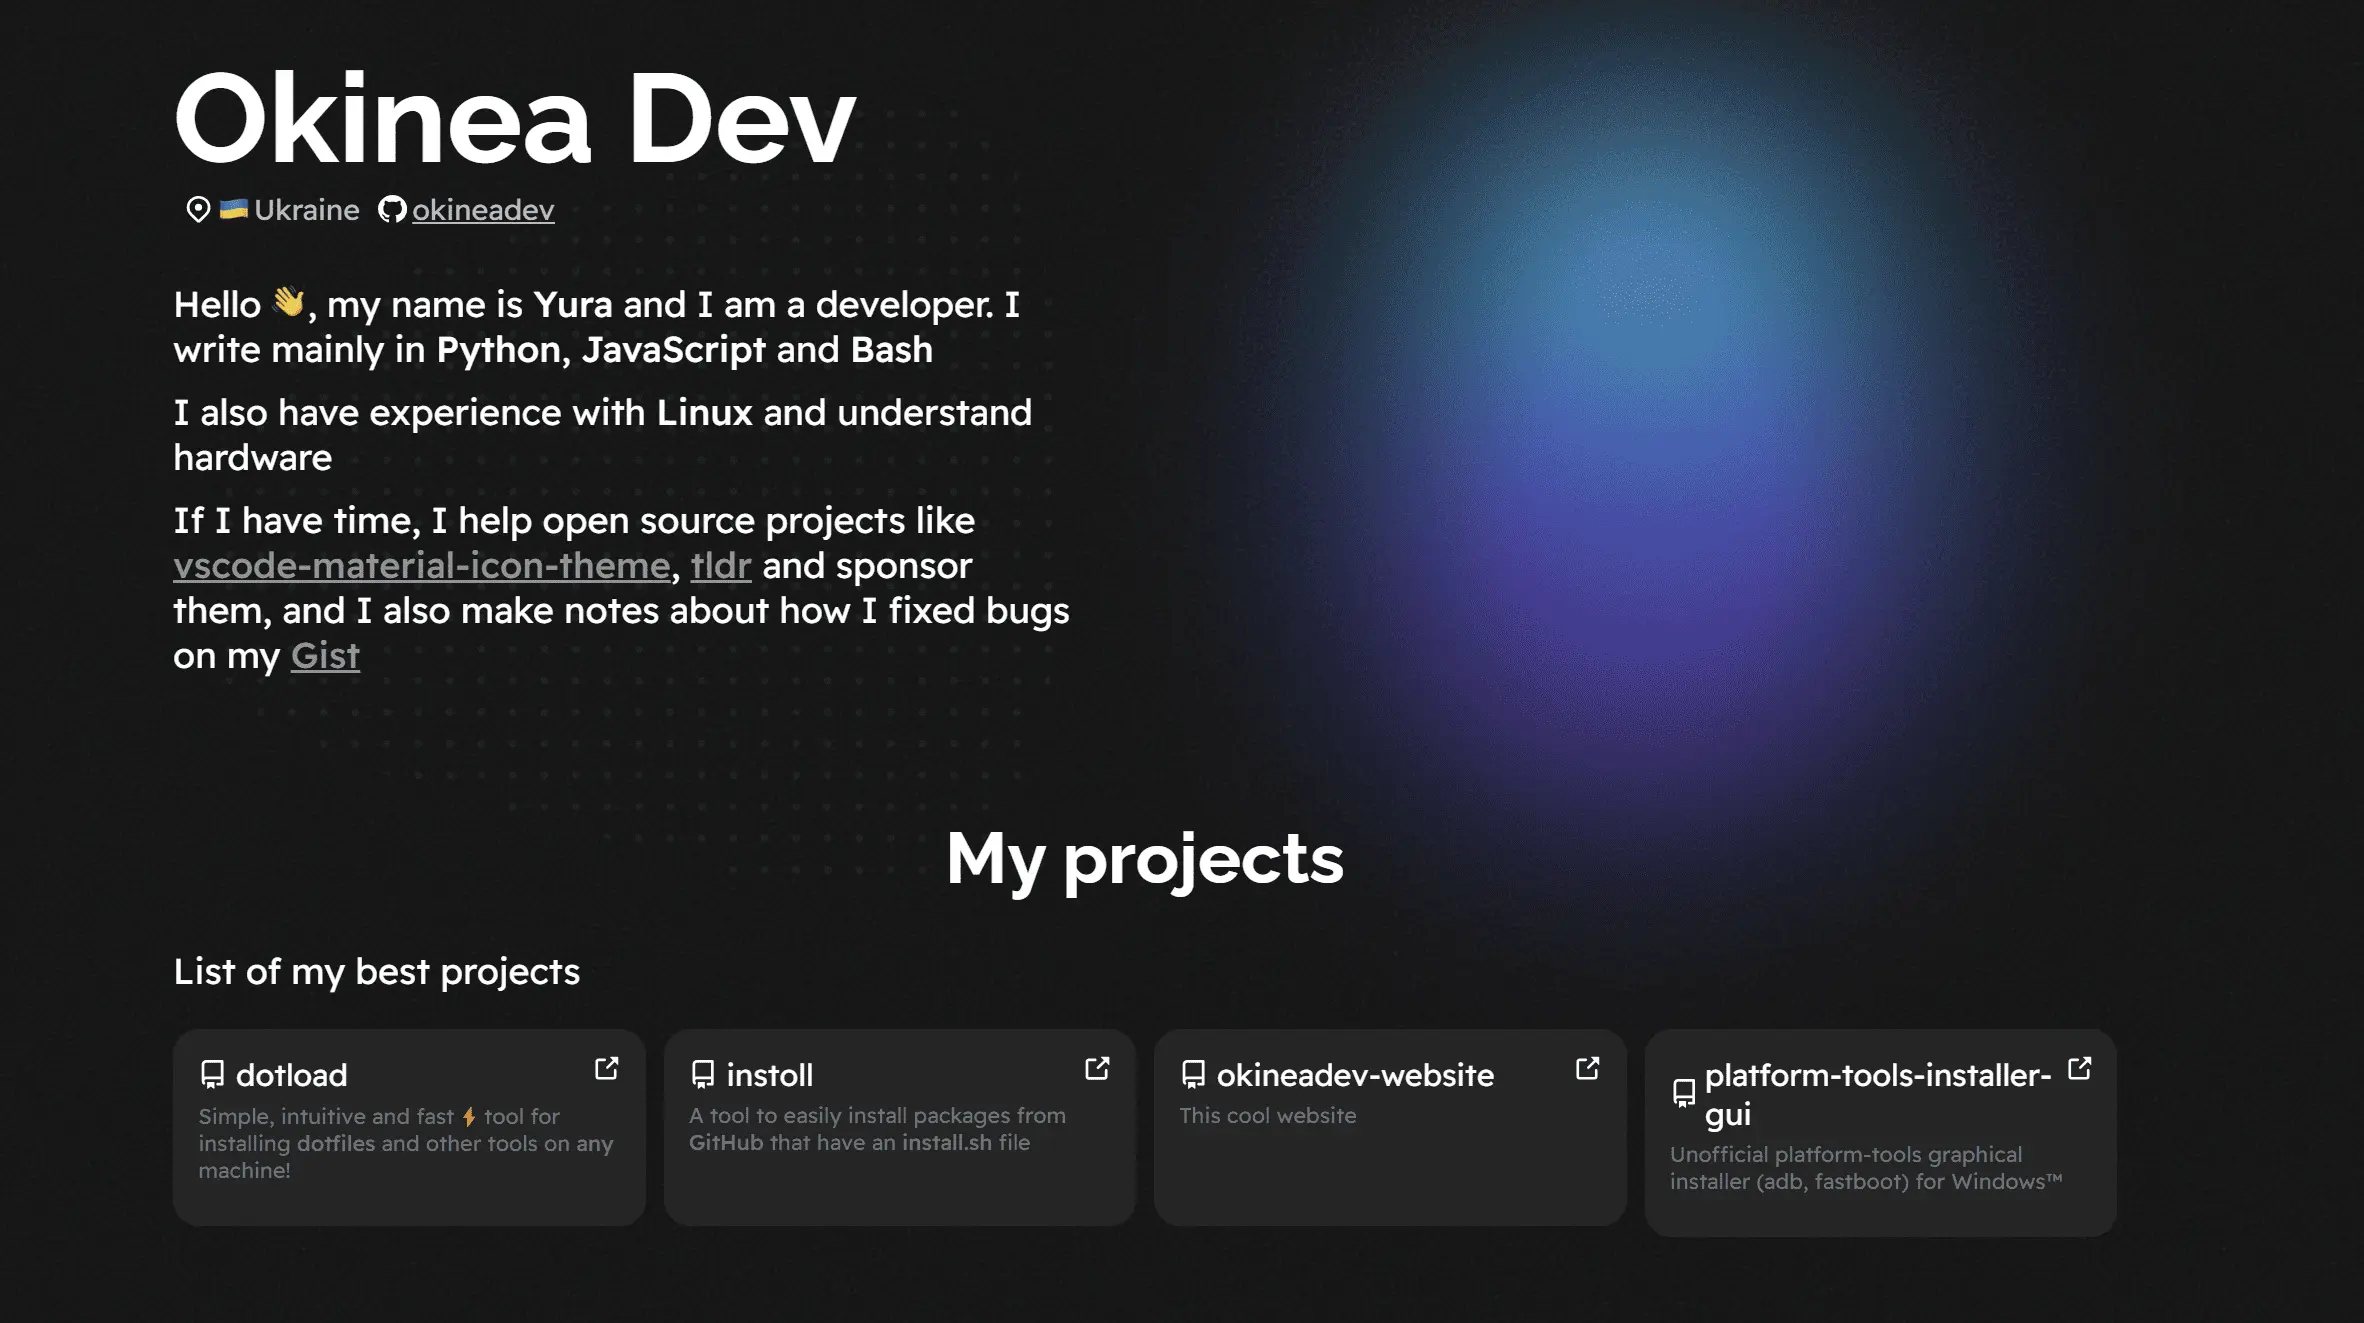 Okinea Dev
🇺🇦 Ukraine okineadev
Hello 👋, my name is Yura and I am a developer. I
write mainly in Python, JavaScript and Bash
I also have experience with Linux and understand
hardware
If I have time, I help open source projects like
vscode-material-icon-theme, tldr and sponsor
them, and I also make notes about how I fixed bugs
on my Gist
My projects
List of my best projects
dotload
Simple, intuitive and fast ⚡ tool for
installing dotfiles and other tools on any
machine!
instoll
A tool to easily install packages from
GitHub that have an install.sh file
okineadev-website
This cool website
platform-tools-installer-
gui
Unofficial platform-tools graphical
installer (adb, fastboot) for Windows™